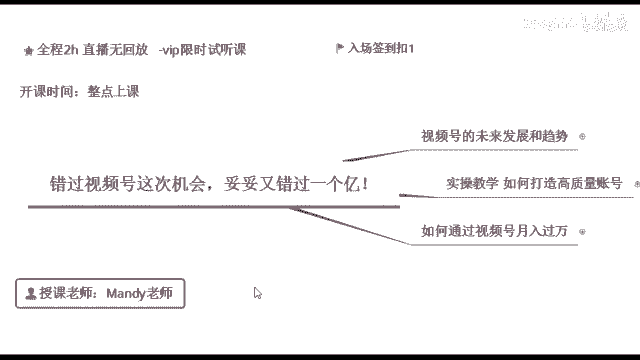 全程2h 直播无回放 -vip限时试听课
入场签到扣1
开课时间：整点上课
视频号的未来发展和趋势
错过视频号这次机会，妥妥又错过一个亿！
实操教学 如何打造高质量账号
如何通过视频号月入过万
授课老师：Mandy老师